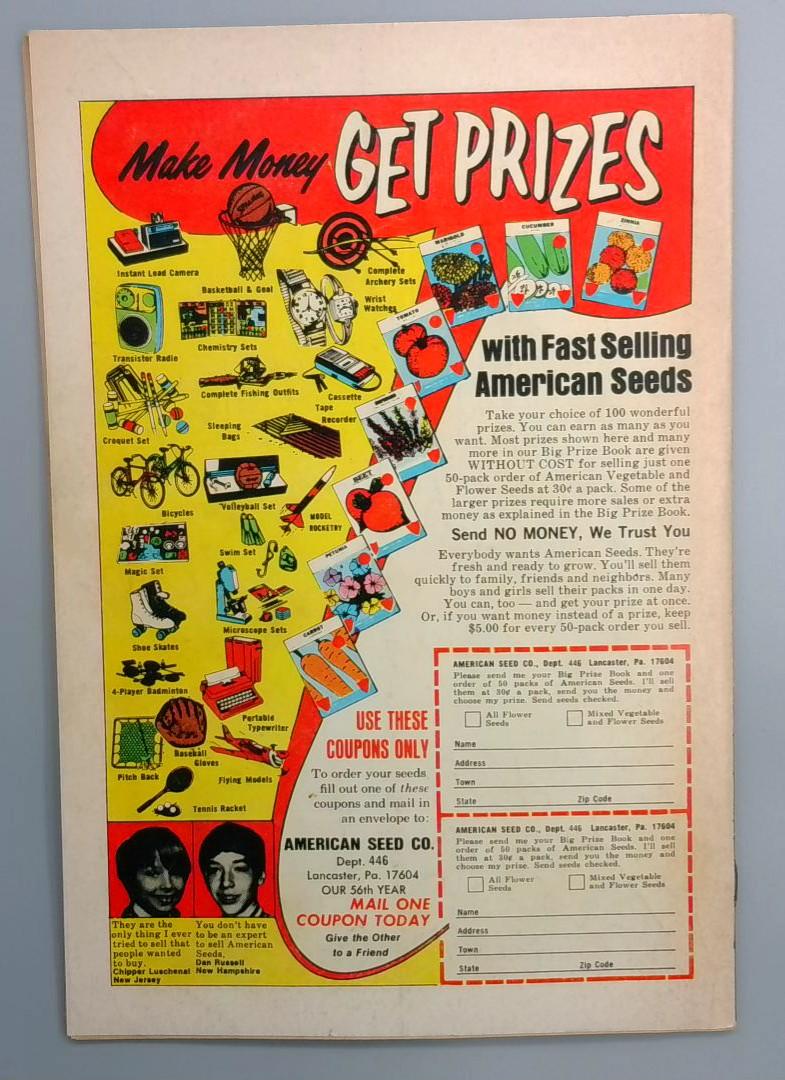 Make Money GET PRIZES
Instant Load Camera
Basketball & Goal
Complete
Archery Sets
Wrist
Watches
Transistor Radio
Chemistry Sets
Complete Fishing Outfits
Cassette
Tape
Recorder
Croquet Set
Sleeping
Bags
Bicycles
Volleyball Set
MODEL
ROCKETRY
Swim Set
Magic Set
Microscope Sets
Shoe Skates
4-Player Badminton
Portable
Typewriter
Baseball
Gloves
Pitch Back
Flying Models
Tennis Racket
MARIGOLD
CUCUMBER
ZINNIA
TOMATO
BEET
PETUNIA
CARROT
with Fast Selling
American Seeds
Take your choice of 100 wonderful
prizes. You can earn as many as you
want. Most prizes shown here and many
more in our Big Prize Book are given
WITHOUT COST for selling just one
50-pack order of American Vegetable and
Flower Seeds at 30¢ a pack. Some of the
larger prizes require more sales or extra
money as explained in the Big Prize Book.
Send NO MONEY, We Trust You
Everybody wants American Seeds. They're
fresh and ready to grow. You'll sell them
quickly to family, friends and neighbors. Many
boys and girls sell their packs in one day.
You can, too — and get your prize at once.
Or, if you want money instead of a prize, keep
$5.00 for every 50-pack order you sell.
USE THESE
COUPONS ONLY
To order your seeds
fill out one of these
coupons and mail in
an envelope to:
AMERICAN SEED CO.
Dept. 446
Lancaster, Pa. 17604
OUR 56th YEAR
MAIL ONE
COUPON TODAY
Give the Other
to a Friend
AMERICAN SEED CO., Dept. 446 Lancaster, Pa. 17604
Please send me your Big Prize Book and one
order of 50 packs of American Seeds. I'll sell
them at 30¢ a pack, send you the money and
choose my prize. Send seeds checked.
All Flower
Seeds
Mixed Vegetable
and Flower Seeds
Name
Address
Town
State Zip Code
AMERICAN SEED CO., Dept. 446 Lancaster, Pa. 17604
Please send me your Big Prize Book and one
order of 50 packs of American Seeds. I'll sell
them at 30¢ a pack, send you the money and
choose my prize. Send seeds checked.
All Flower
Seeds
Mixed Vegetable
and Flower Seeds
Name
Address
Town
State Zip Code
They are the
only thing I ever
tried to sell that
people wanted
to buy.
Chipper Luschenat
New Jersey
You don't have
to be an expert
to sell American
Seeds.
Dan Russell
New Hampshire